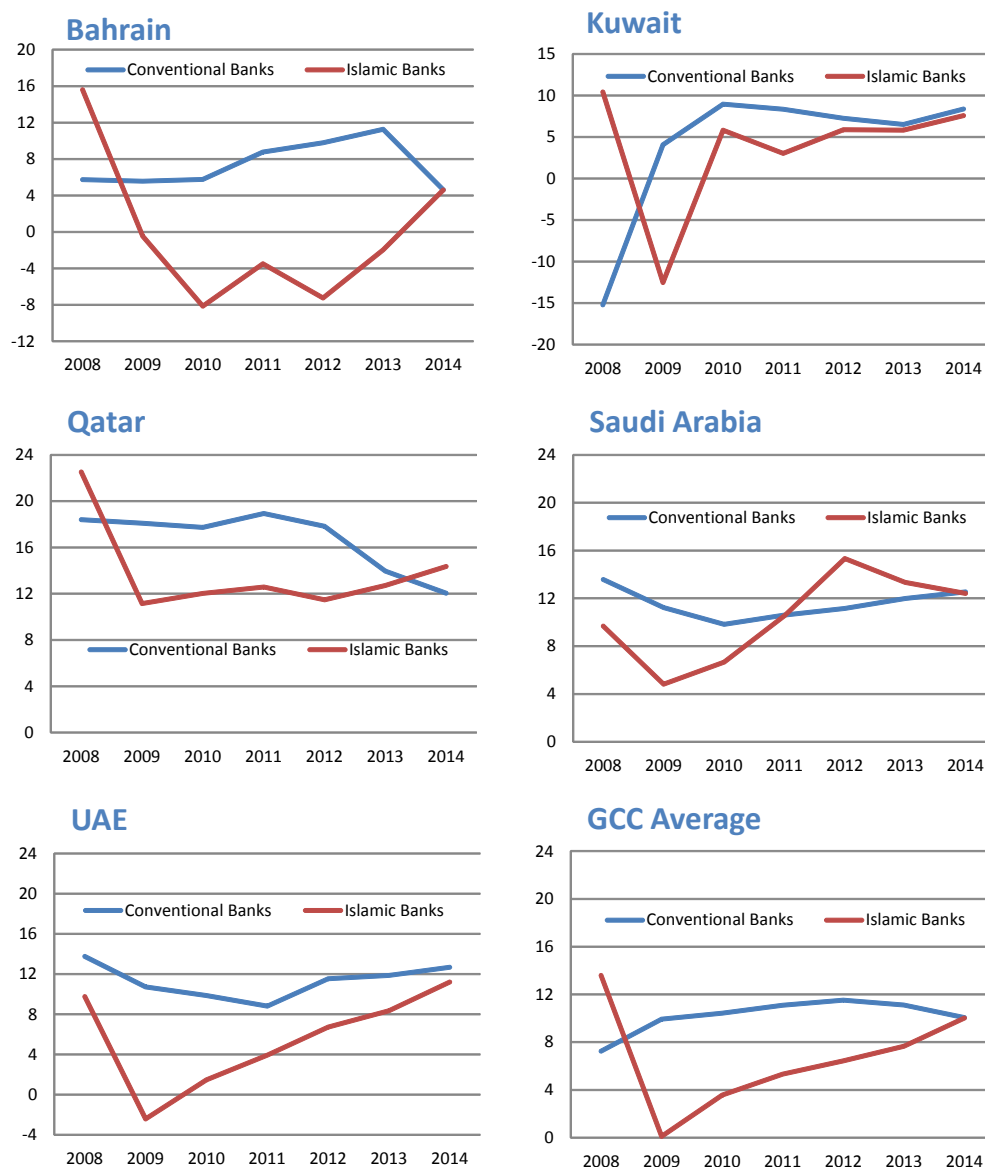 Bahrain
20
16
12
8
4
0
-4
-8
-12
Conventional Banks Islamic Banks
2008 2009 2010 2011 2012 2013 2014
Kuwait
15
10
5
0
-5
-10
-15
-20
Conventional Banks Islamic Banks
2008 2009 2010 2011 2012 2013 2014
Qatar
24
20
16
12
8
4
0
Conventional Banks Islamic Banks
2008 2009 2010 2011 2012 2013 2014
Saudi Arabia
24
20
16
12
8
4
0
Conventional Banks Islamic Banks
2008 2009 2010 2011 2012 2013 2014
UAE
24
20
16
12
8
4
0
-4
Conventional Banks Islamic Banks
2008 2009 2010 2011 2012 2013 2014
GCC Average
24
20
16
12
8
4
0
Conventional Banks Islamic Banks
2008 2009 2010 2011 2012 2013 2014